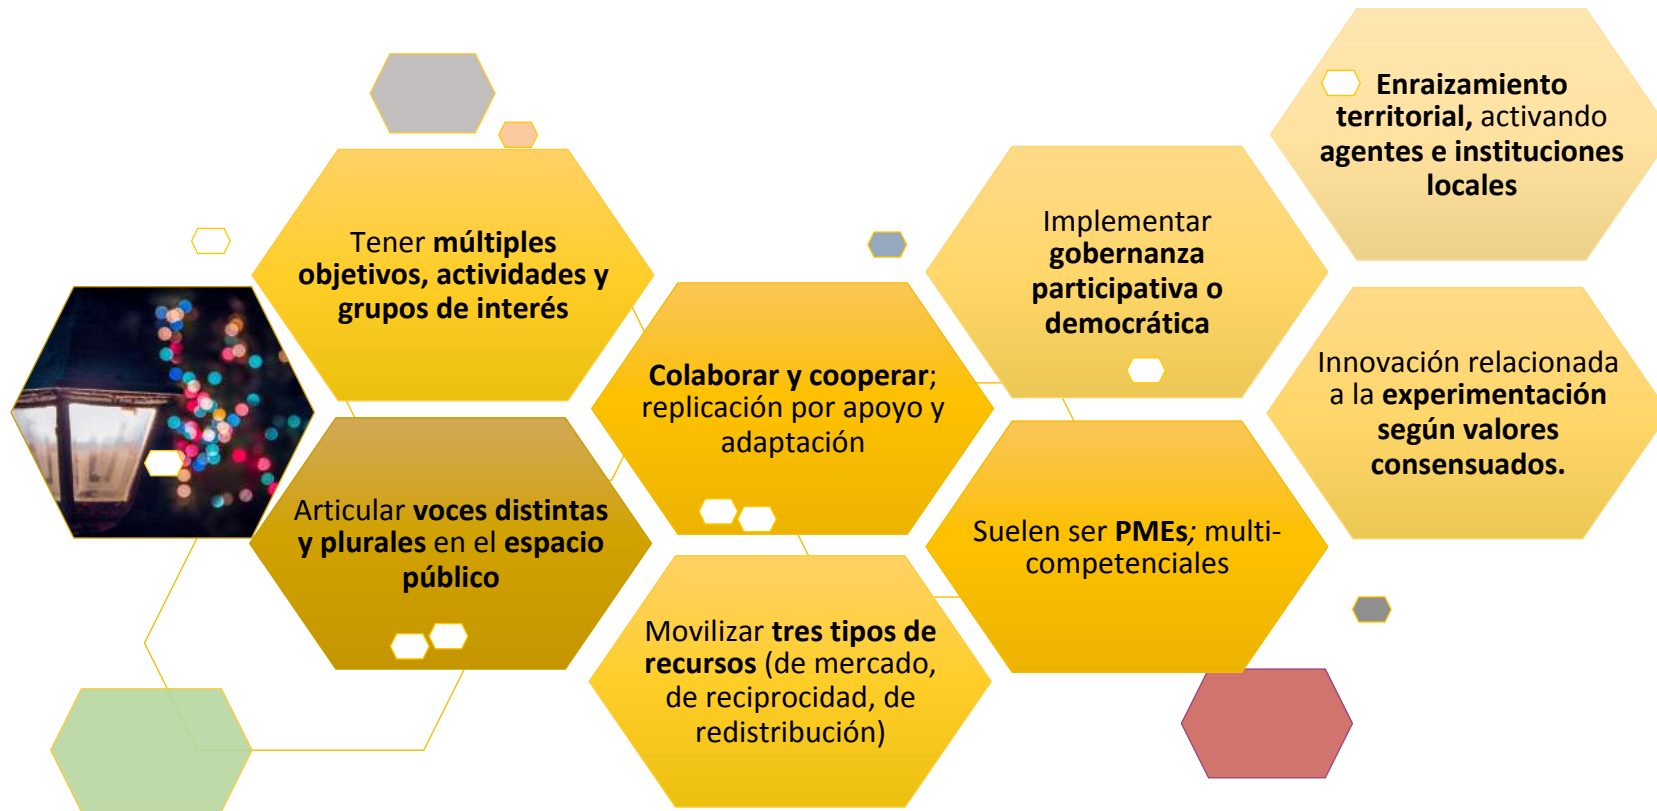 Tener múltiples
objetivos, actividades y
grupos de interés
Articular voces distintas
y plurales en el espacio
público
Colaborar y cooperar;
replicación por apoyo y
adaptación
Movilizar tres tipos de
recursos (de mercado,
de reciprocidad, de
redistribución)
Implementar
gobernanza
participativa o
democrática
Suelen ser PMEs; multi-
competenciales
Enraizamiento
territorial, activando
agentes e instituciones
locales
Innovación relacionada
a la experimentación
según valores
consensuados.